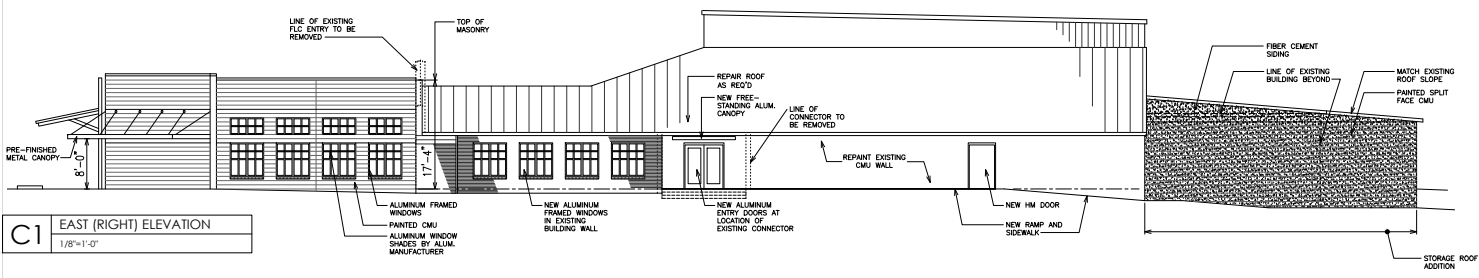 LINE OF EXISTING
FLC ENTRY TO BE
REMOVED
TOP OF
MASONRY
FIBER CEMENT
SIDING
LINE OF EXISTING
BUILDING BEYOND
MATCH EXISTING
ROOF SLOPE
PAINTED SPLIT
FACE CMU
REPAIR ROOF
AS REQ'D
NEW FREE-
STANDING ALUM.
CANOPY
LINE OF
CONNECTOR TO
BE REMOVED
PRE-FINISHED
METAL CANOPY
8'-0"
17'-4"
REPAINT EXISTING
CMU WALL
ALUMINUM FRAMED
WINDOWS
PAINTED CMU
ALUMINUM WINDOW
SHADES BY ALUM.
MANUFACTURER
NEW ALUMINUM
FRAMED WINDOWS
IN EXISTING
BUILDING WALL
NEW ALUMINUM
ENTRY DOORS AT
LOCATION OF
EXISTING CONNECTOR
NEW HM DOOR
NEW RAMP AND
SIDEWALK
STORAGE ROOF
ADDITION
C1
EAST (RIGHT) ELEVATION
1/8"=1'-0"